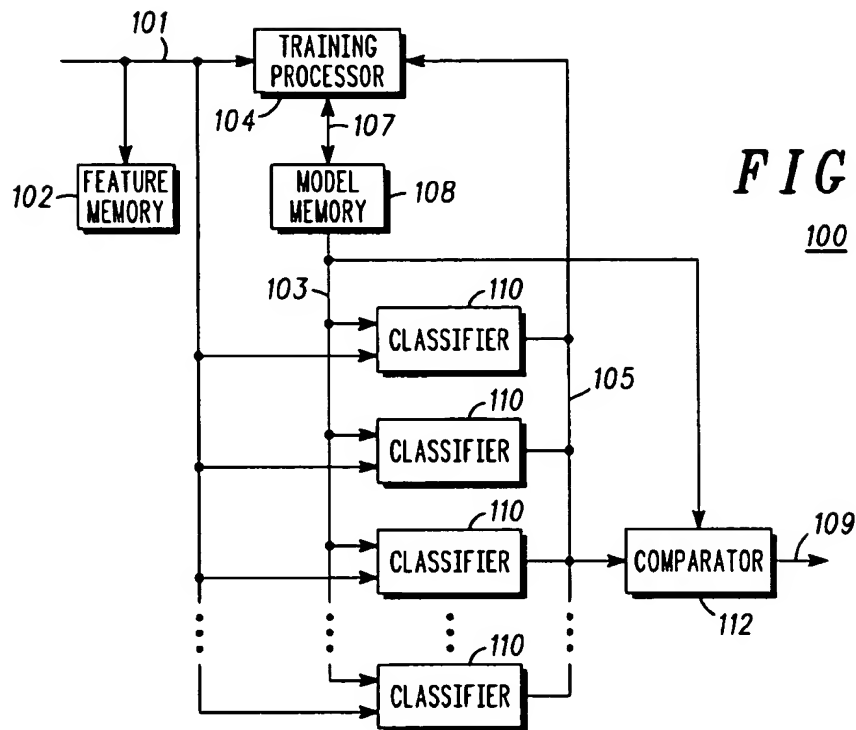 101
TRAINING
PROCESSOR
104
107
102
FEATURE
MEMORY
MODEL
MEMORY
108
FIG
100
103
110
CLASSIFIER
105
110
CLASSIFIER
110
CLASSIFIER
COMPARATOR
109
112
110
CLASSIFIER